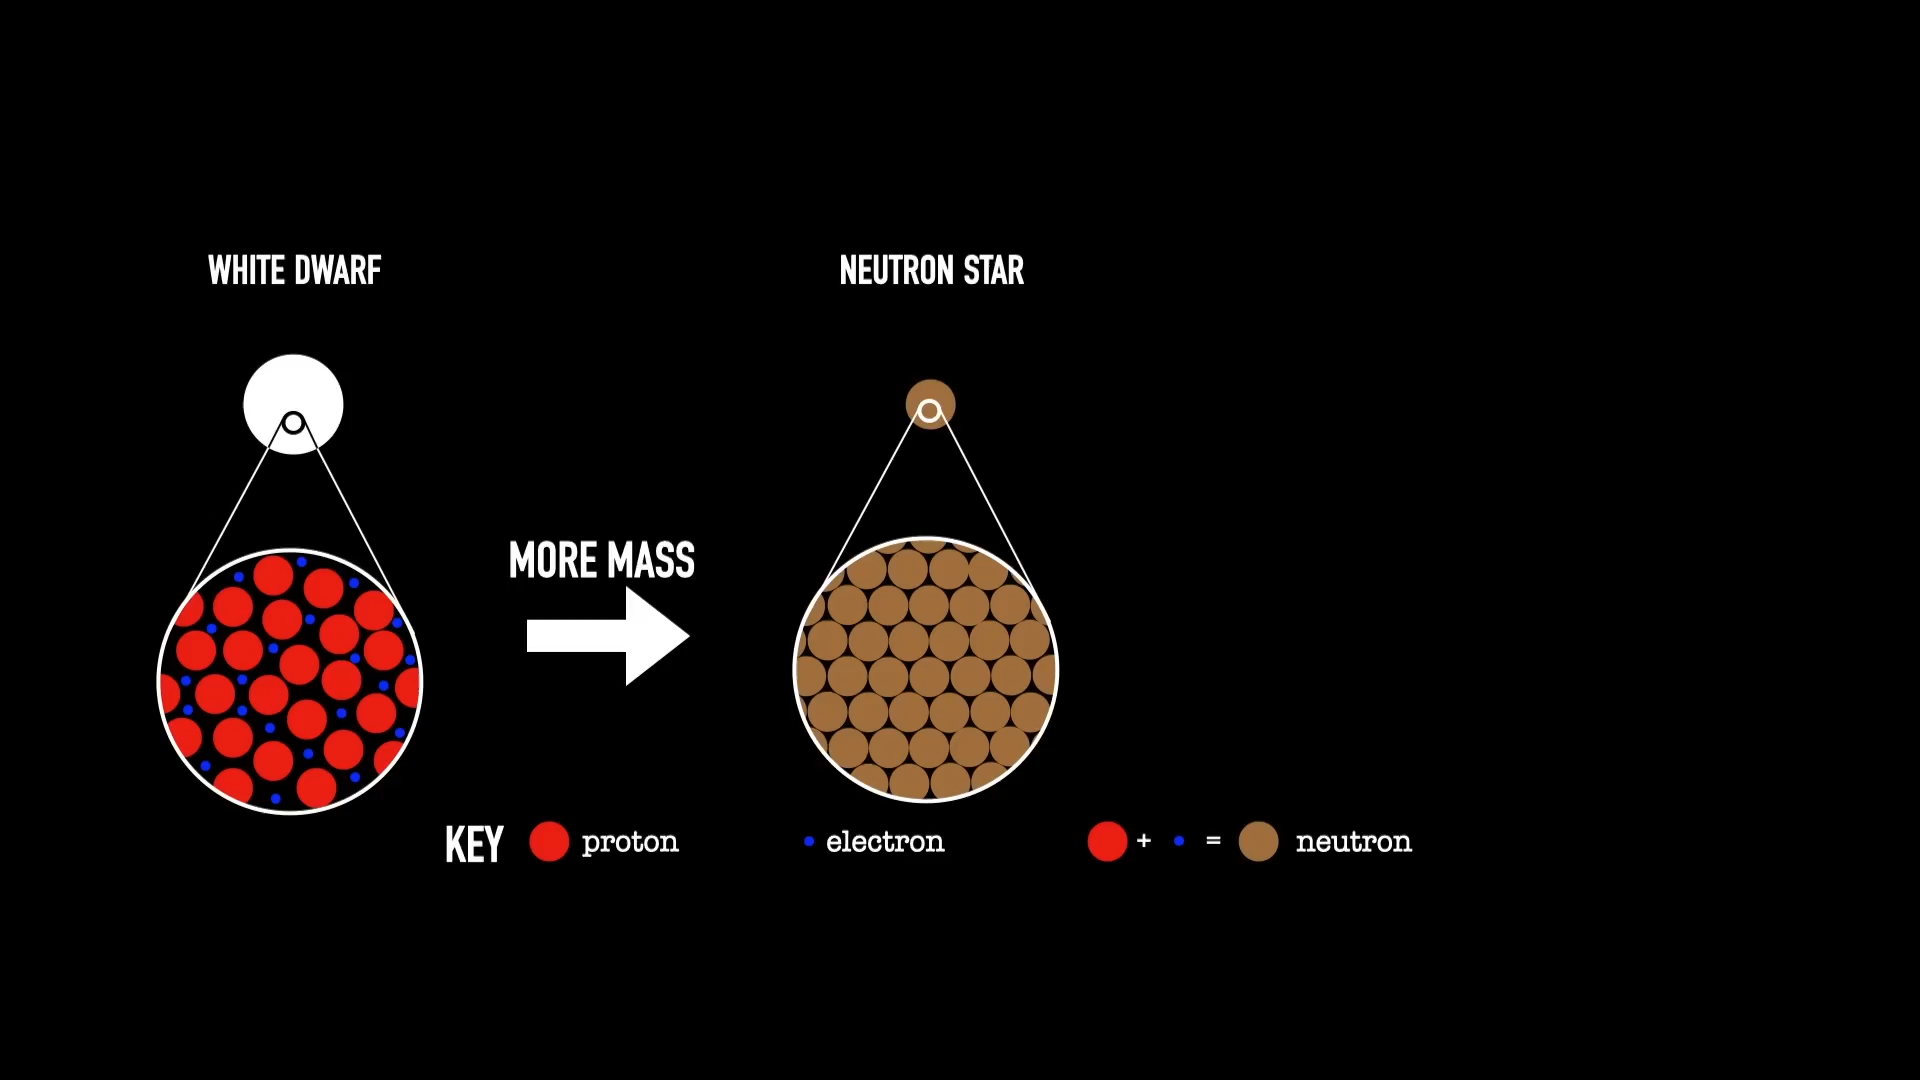 WHITE DWARF
NEUTRON STAR
MORE MASS
KEY proton electron + = neutron